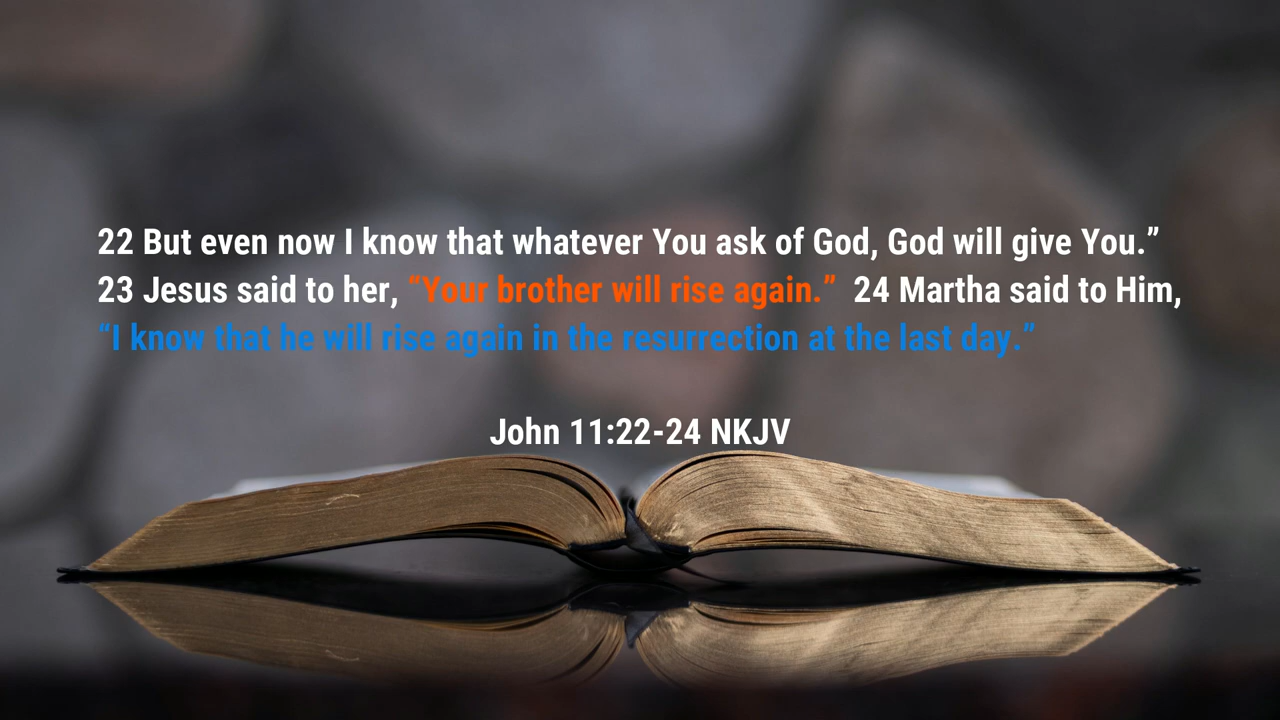 22 But even now I know that whatever You ask of God, God will give You.”
23 Jesus said to her, “Your brother will rise again.”  24 Martha said to Him,
“I know that he will rise again in the resurrection at the last day.”
John 11:22-24 NKJV